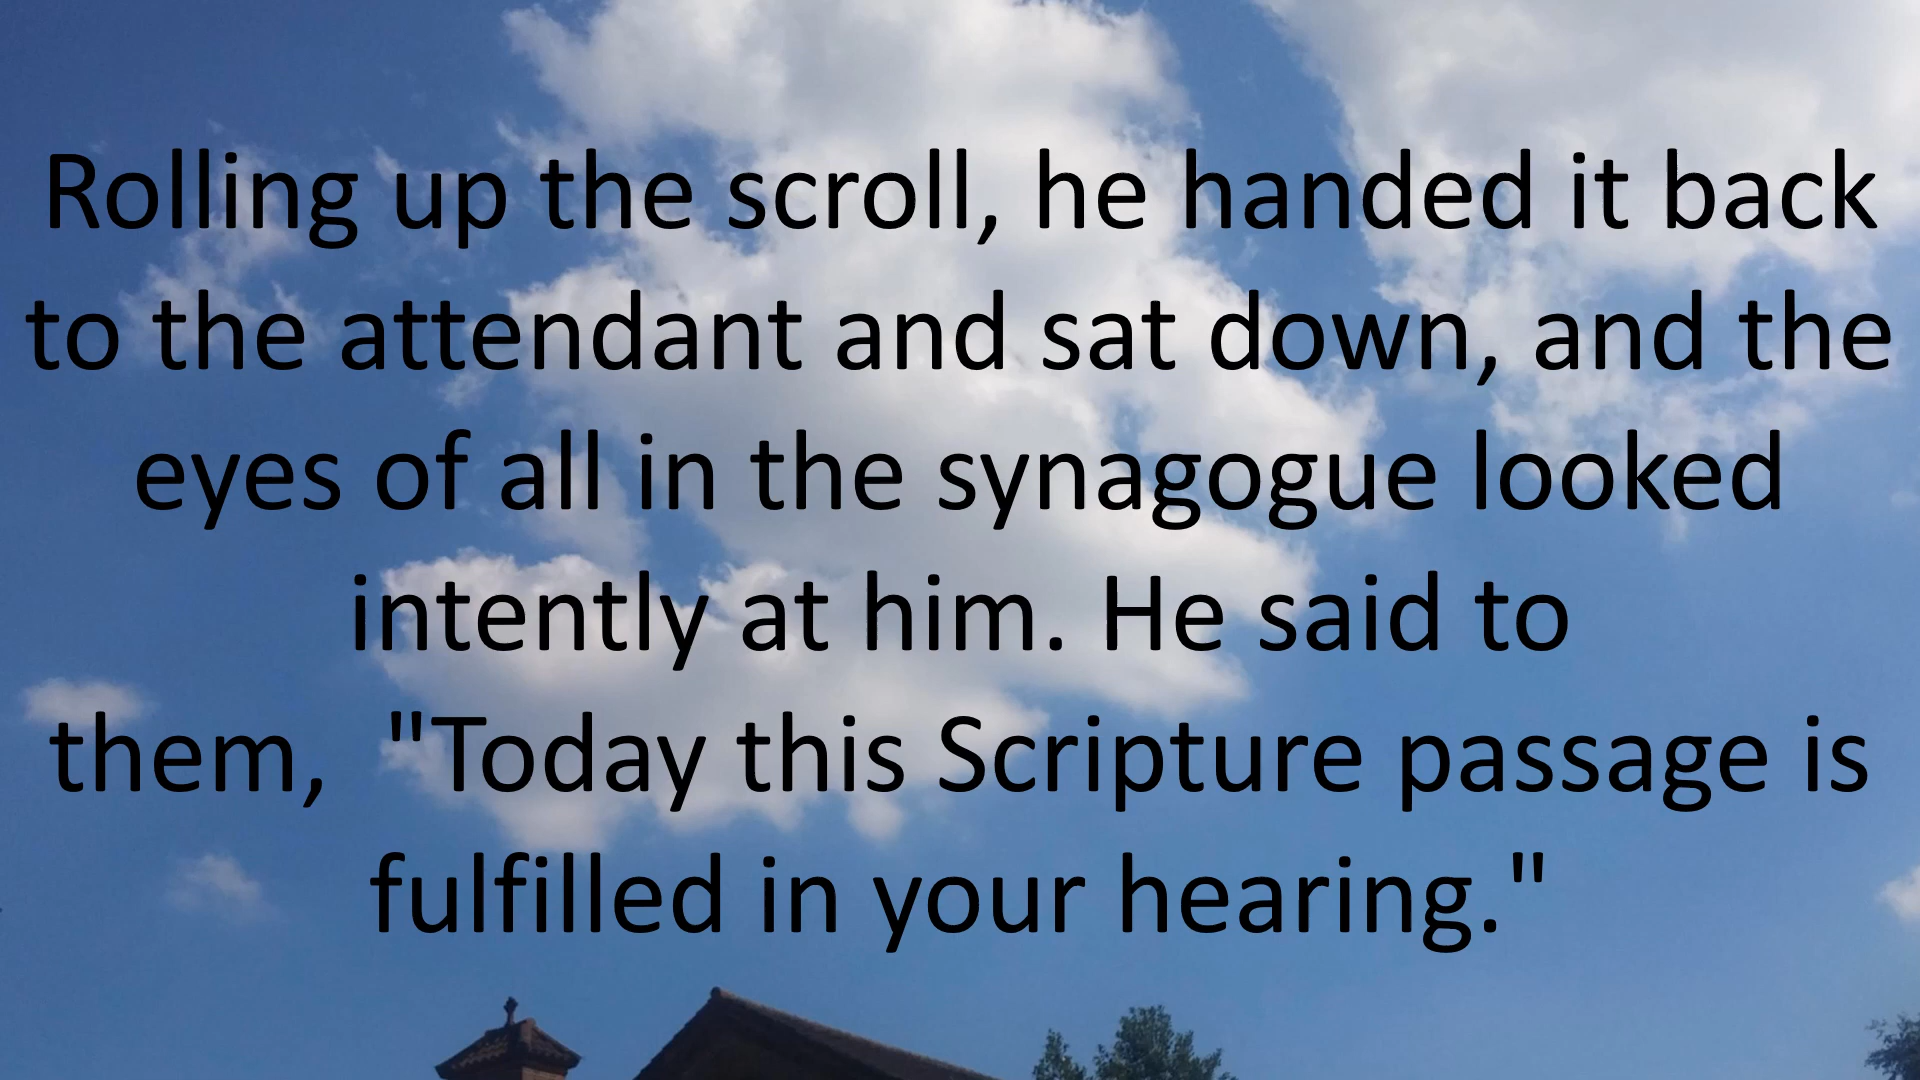 Rolling up the scroll, he handed it back
to the attendant and sat down, and the
eyes of all in the synagogue looked
intently at him. He said to
them,  "Today this Scripture passage is
fulfilled in your hearing."